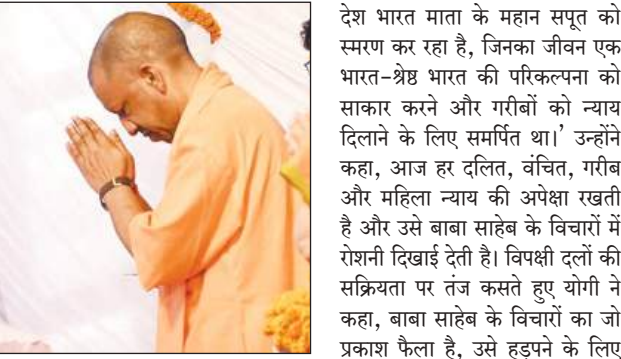 देश भारत माता के महान सपूत को
स्मरण कर रहा है, जिनका जीवन एक
भारत-श्रेष्ठ भारत की परिकल्पना को
साकार करने और गरीबों को न्याय
दिलाने के लिए समर्पित था।' उन्होंने
कहा, आज हर दलित, वंचित, गरीब
और महिला न्याय की अपेक्षा रखती
है और उसे बाबा साहेब के विचारों में
रोशनी दिखाई देती है। विपक्षी दलों की
सक्रियता पर तंज कसते हुए योगी ने
कहा, बाबा साहेब के विचारों का जो
प्रकाश फैला है, उसे हड़पने के लिए